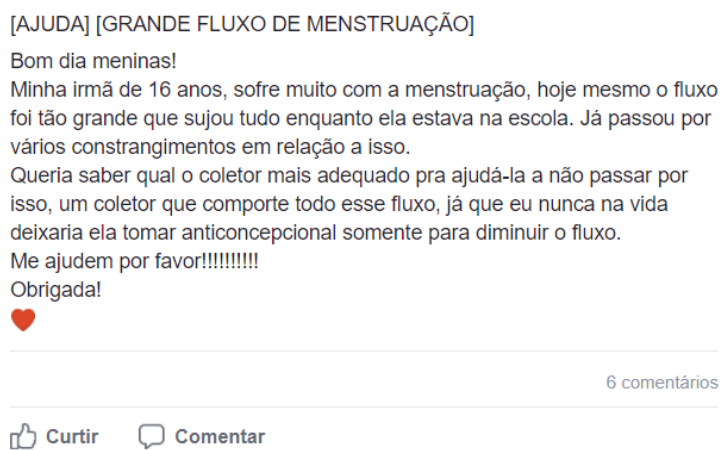 [AJUDA] [GRANDE FLUXO DE MENSTRUAÇÃO]
Bom dia meninas!
Minha irmã de 16 anos, sofre muito com a menstruação, hoje mesmo o fluxo
foi tão grande que sujou tudo enquanto ela estava na escola. Já passou por
vários constrangimentos em relação a isso.
Queria saber qual o coletor mais adequado pra ajudá-la a não passar por
isso, um coletor que comporte todo esse fluxo, já que eu nunca na vida
deixaria ela tomar anticoncepcional somente para diminuir o fluxo.
Me ajudem por favor!!!!!!!!!!
Obrigada!
6 comentários
Curtir Comentar